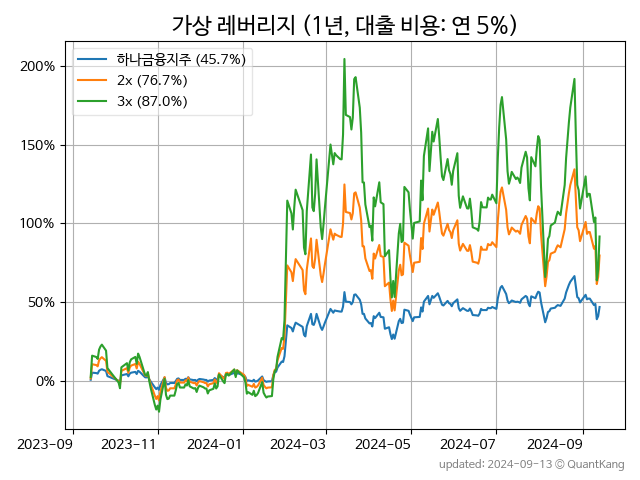 가상 레버리지 (1년, 대출 비용: 연 5%)
하나금융지주 (45.7%)
2x (76.7%)
3x (87.0%)
200%
150%
100%
50%
0%
2023-09 2023-11 2024-01 2024-03 2024-05 2024-07 2024-09
updated: 2024-09-13 © QuantKang